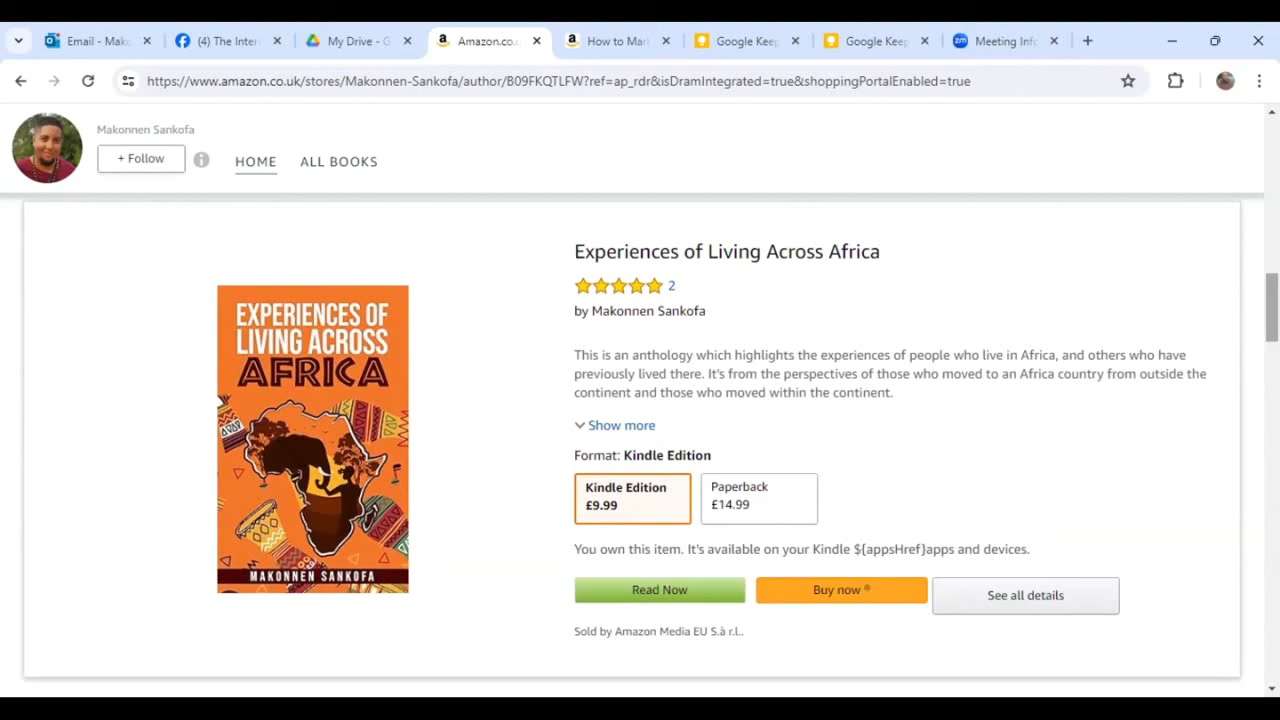 Email - Mak
(4) The Inter
My Drive - G
Amazon.co.u
How to Mar
Google Keep
Google Keep
Meeting Info
https://www.amazon.co.uk/stores/Makonnen-Sankofa/author/B09FKQTLFW?ref=ap_rdr&isDramIntegrated=true&shoppingPortalEnabled=true
Makonnen Sankofa
+ Follow
HOME
ALL BOOKS
Experiences of Living Across Africa
2
by Makonnen Sankofa
EXPERIENCES OF
LIVING ACROSS
AFRICA
MAKONNEN SANKOFA
This is an anthology which highlights the experiences of people who live in Africa, and others who have
previously lived there. It's from the perspectives of those who moved to an Africa country from outside the
continent and those who moved within the continent.
Show more
Format: Kindle Edition
Kindle Edition
£9.99
Paperback
£14.99
You own this item. It's available on your Kindle ${appsHref}apps and devices.
Read Now
Buy now ®
See all details
Sold by Amazon Media EU S.à r.l..